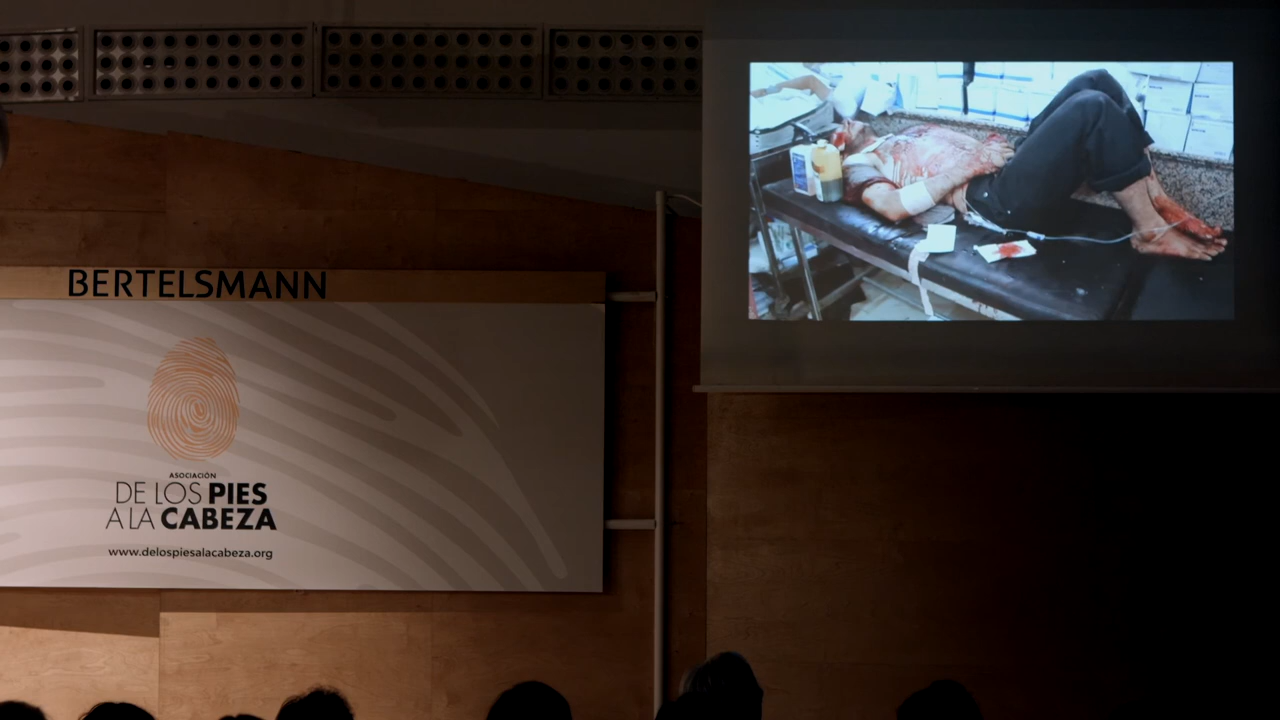 BERTELSMANN
ASOCIACIÓN
DE LOS PIES
A LA CABEZA
www.delospiesalacabeza.org